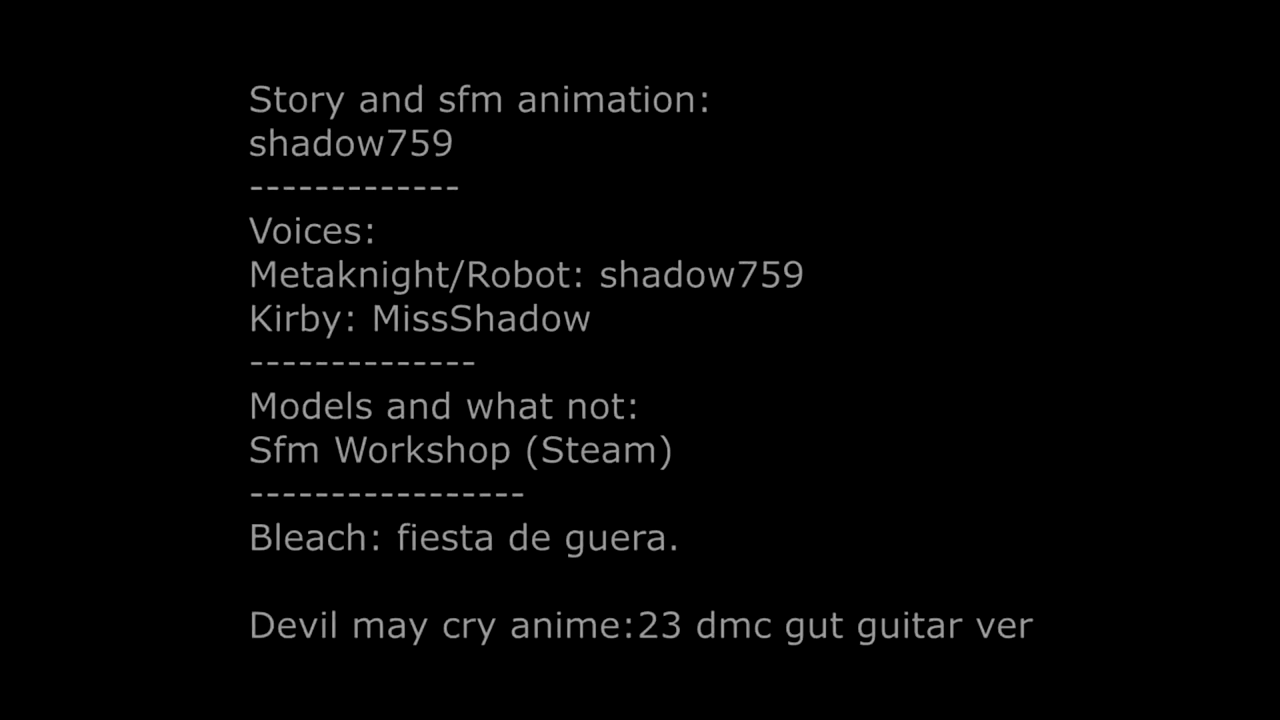 Story and sfm animation:
shadow759
-------------
Voices:
Metaknight/Robot: shadow759
Kirby: MissShadow
--------------
Models and what not:
Sfm Workshop (Steam)
-----------------
Bleach: fiesta de guera.
Devil may cry anime:23 dmc gut guitar ver